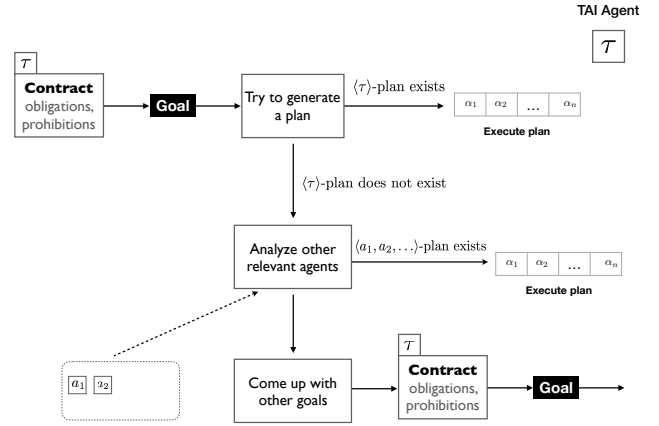 TAI Agent
τ
τ
Contract
obligations,
prohibitions
Goal
Try to generate
a plan
⟨τ⟩-plan exists
α1 α2 ... αn
Execute plan
⟨τ⟩-plan does not exist
Analyze other
relevant agents
⟨a1, a2, . . .⟩-plan exists
α1 α2 ... αn
Execute plan
a1 a2
Come up with
other goals
τ
Contract
obligations,
prohibitions
Goal